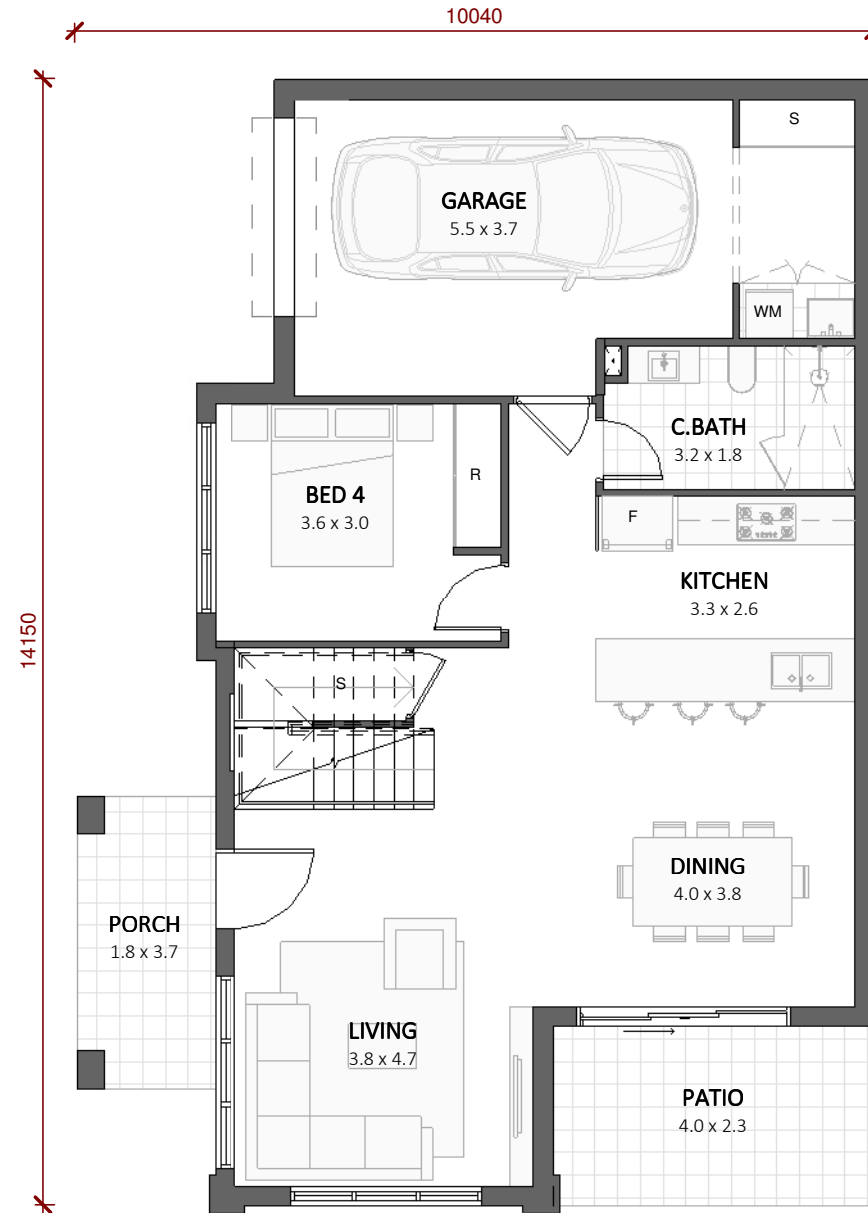 10040
S
GARAGE
5.5 x 3.7
WM
C.BATH
3.2 x 1.8
BED 4
3.6 x 3.0
R
F
KITCHEN
3.3 x 2.6
14150
S
DINING
4.0 x 3.8
PORCH
1.8 x 3.7
LIVING
3.8 x 4.7
PATIO
4.0 x 2.3